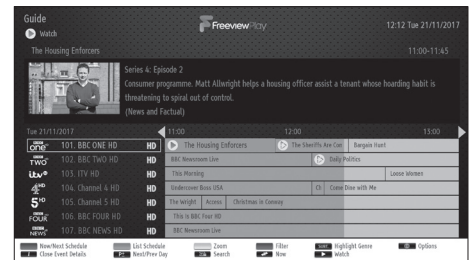 Guide
Watch
FreeviewPlay
12:12 Tue 21/11/2017
The Housing Enforcers
11:00-11:45
Series 4: Episode 2
Consumer programme. Matt Allwright helps a housing officer assist a tenant whose hoarding habit is
threatening to spiral out of control.
(News and Factual)
Tue 21/11/2017 11:00 12:00 13:00
one 101. BBC ONE HD HD The Housing Enforcers The Sheriffs Are Com Bargain Hunt
TWO 102. BBC TWO HD HD BBC Newsroom Live Daily Politics
itv 103. ITV HD HD This Morning Loose Women
4HD 104. Channel 4 HD HD Undercover Boss USA Ch Come Dine with Me
5HD 105. Channel 5 HD HD The Wright Access Christmas in Conway
FOUR 106. BBC FOUR HD HD This is BBC Four HD
NEWS 107. BBC NEWS HD HD BBC Newsroom Live
New/Next Schedule List Schedule Zoom Filter Highlight Genre Options
i Close Event Details P+ Next/Prev Day Search Now Watch